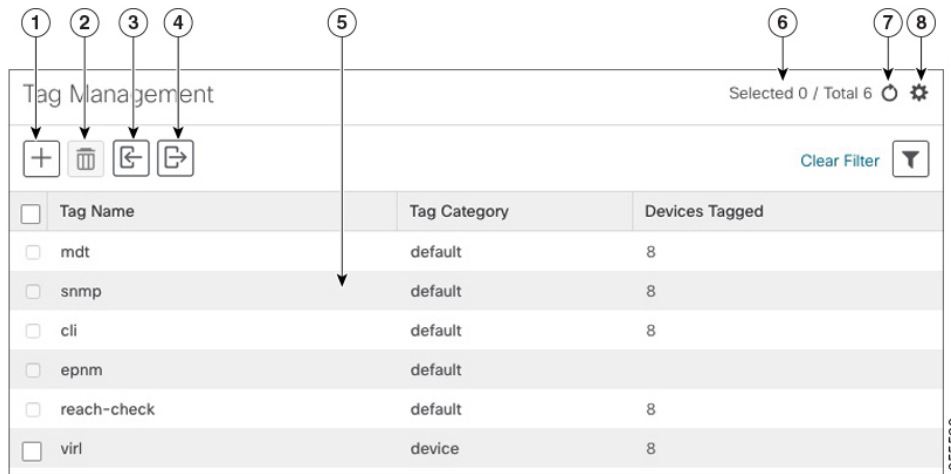 1 2 3 4 5 6 7 8
Tag Management
Selected 0 / Total 6
Clear Filter
Tag Name Tag Category Devices Tagged
mdt default 8
snmp default 8
cli default 8
epnm default
reach-check default 8
virl device 8